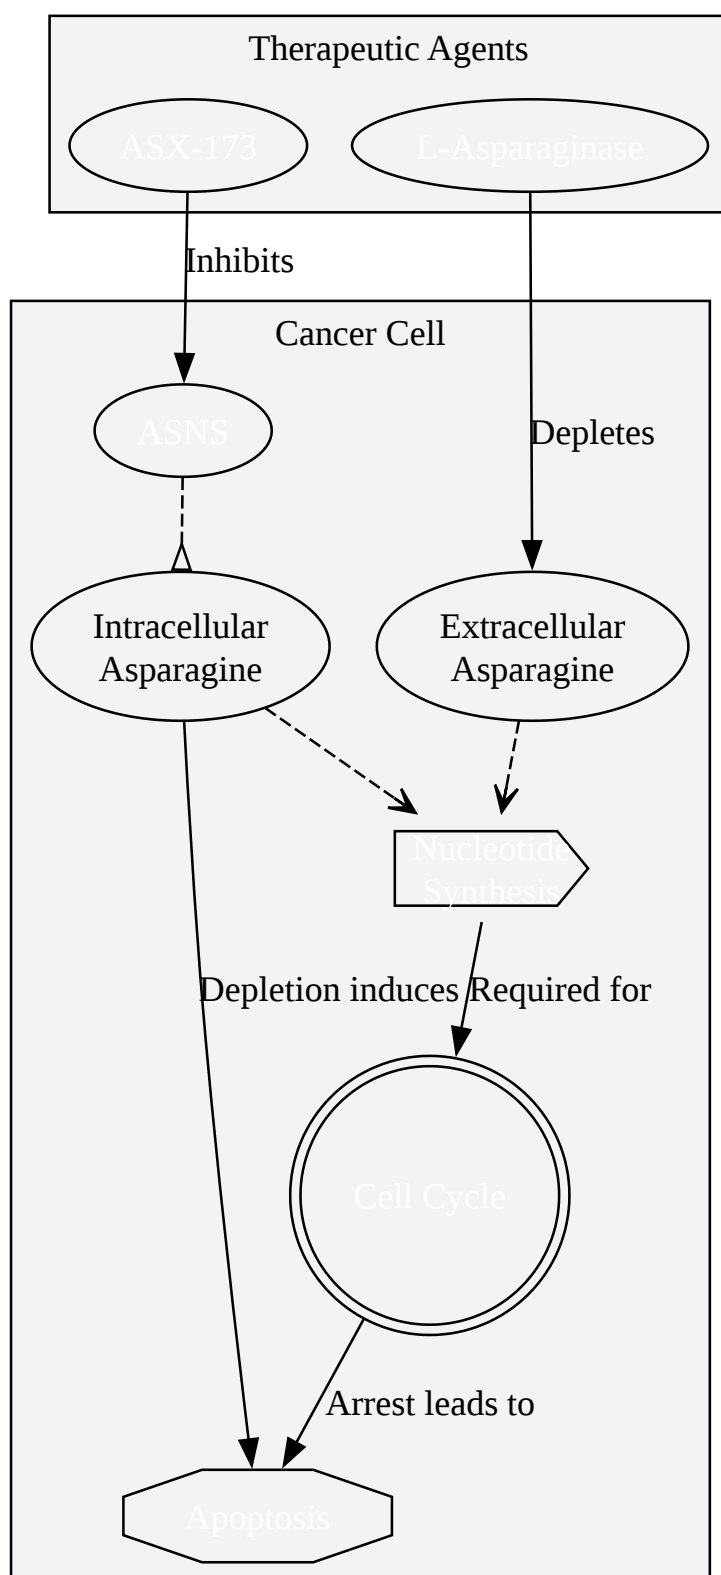 Therapeutic Agents
ASX-173
L-Asparaginase
Inhibits
Cancer Cell
ASNS
Depletes
Intracellular
Asparagine
Extracellular
Asparagine
Nucleotide
Synthesis
Depletion induces
Required for
Cell Cycle
Arrest leads to
Apoptosis